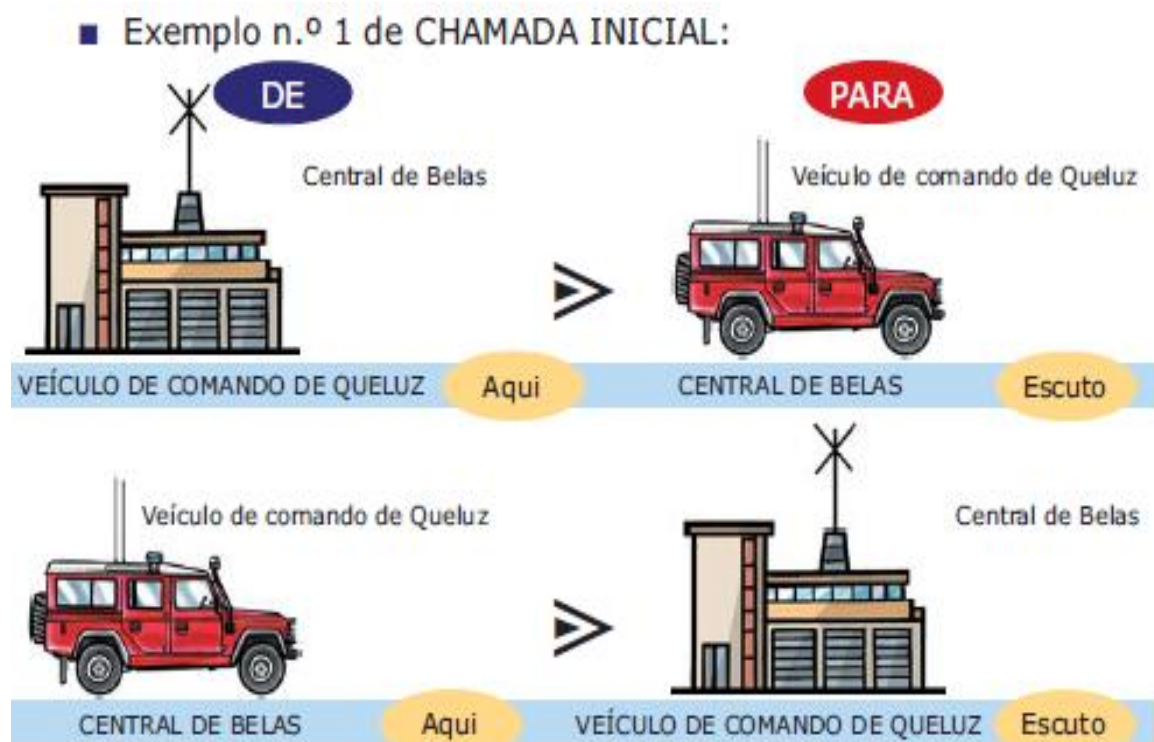 ■ Exemplo n.º 1 de CHAMADA INICIAL:
DE
PARA
Central de Belas
Veículo de comando de Queluz
VEÍCULO DE COMANDO DE QUELUZ Aqui CENTRAL DE BELAS Escuto
Veículo de comando de Queluz
Central de Belas
CENTRAL DE BELAS Aqui VEÍCULO DE COMANDO DE QUELUZ Escuto